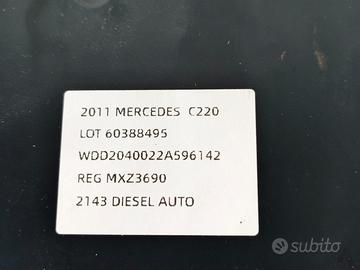 2011 MERCEDES C220
LOT 60388495
WDD2040022A596142
REG MXZ3690
2143 DIESEL AUTO
subito